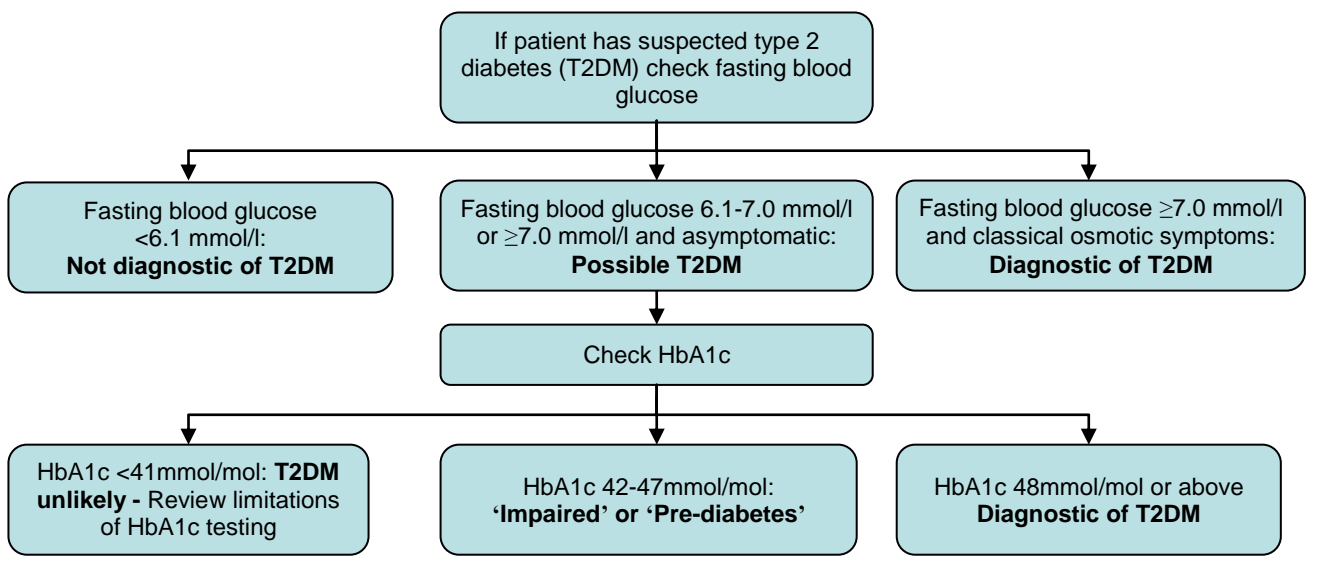 If patient has suspected type 2
diabetes (T2DM) check fasting blood
glucose
Fasting blood glucose
<6.1 mmol/l:
Not diagnostic of T2DM
Fasting blood glucose 6.1-7.0 mmol/l
or ≥7.0 mmol/l and asymptomatic:
Possible T2DM
Fasting blood glucose ≥7.0 mmol/l
and classical osmotic symptoms:
Diagnostic of T2DM
Check HbA1c
HbA1c <41mmol/mol: T2DM
unlikely - Review limitations
of HbA1c testing
HbA1c 42-47mmol/mol:
‘Impaired’ or ‘Pre-diabetes’
HbA1c 48mmol/mol or above
Diagnostic of T2DM